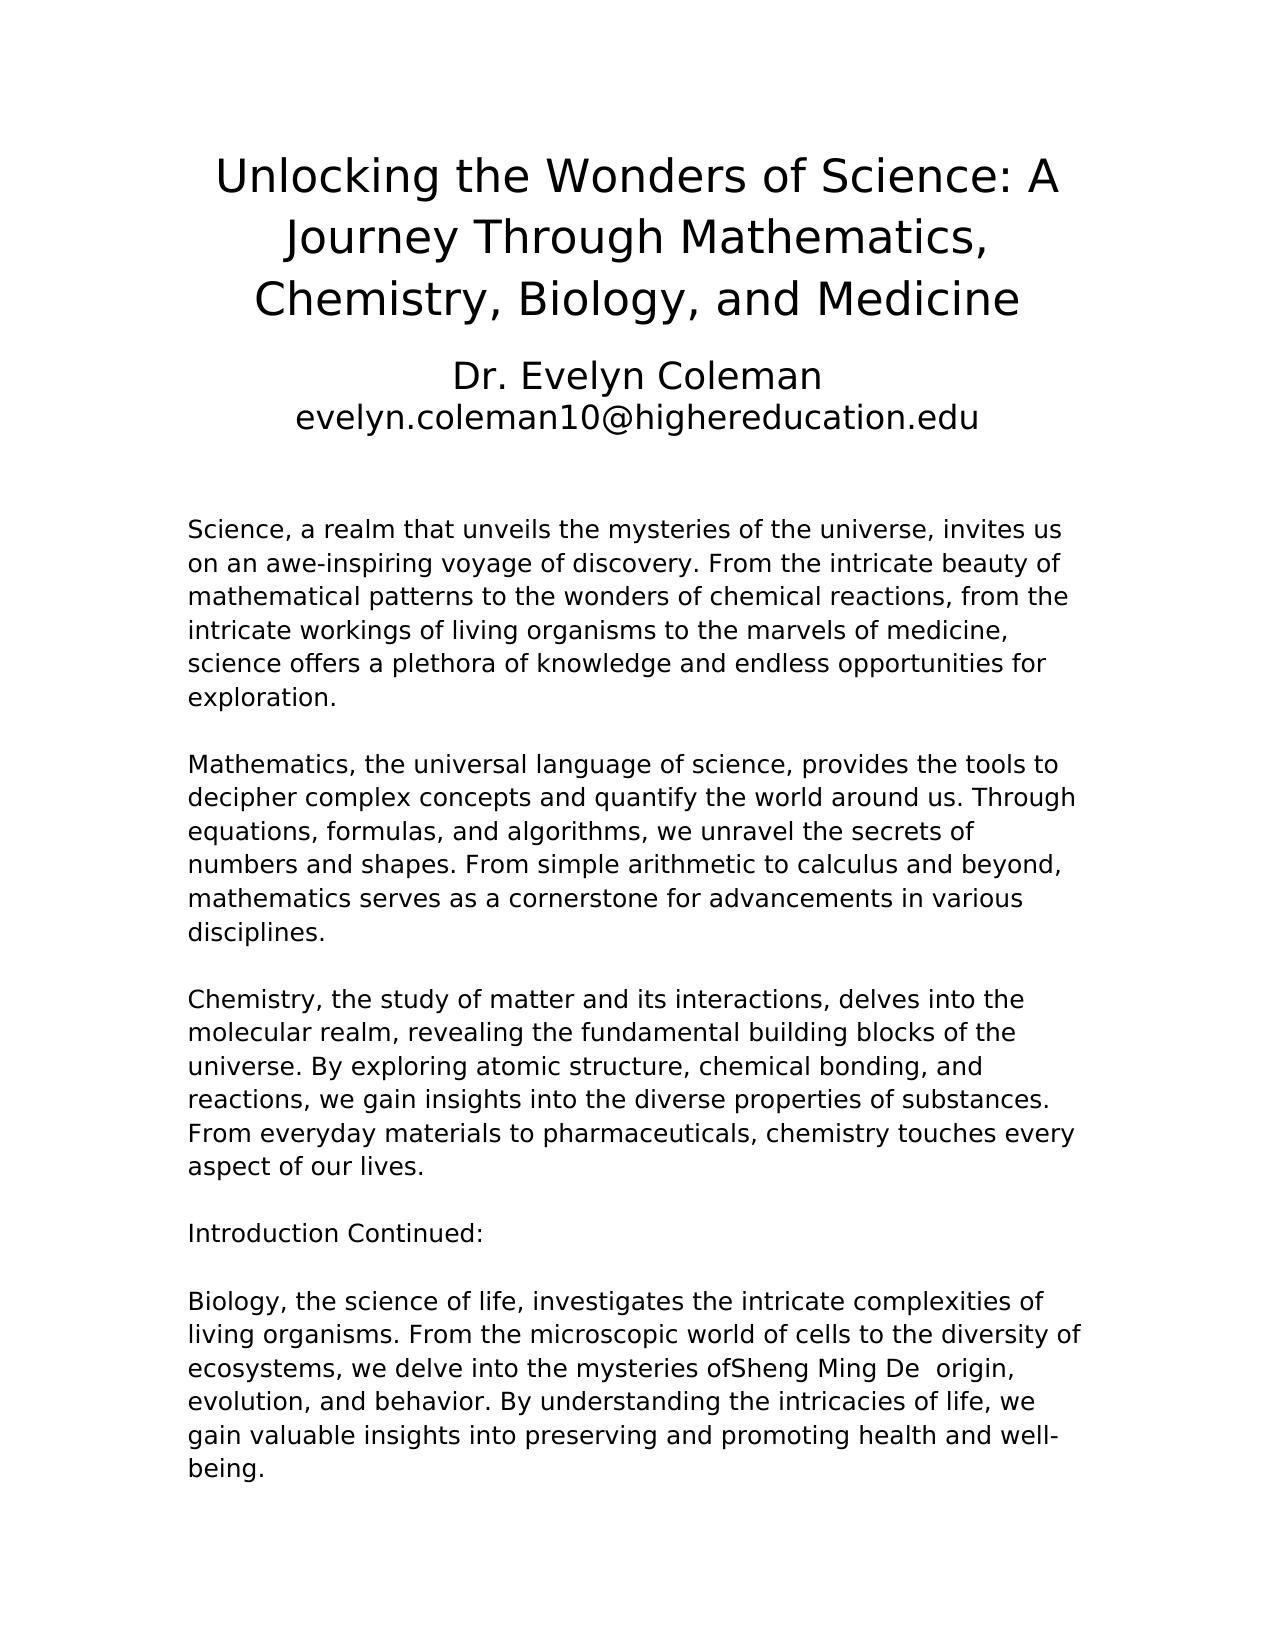 Unlocking the Wonders of Science: A
Journey Through Mathematics,
Chemistry, Biology, and Medicine
Dr. Evelyn Coleman
evelyn.coleman10@highereducation.edu
Science, a realm that unveils the mysteries of the universe, invites us
on an awe-inspiring voyage of discovery. From the intricate beauty of
mathematical patterns to the wonders of chemical reactions, from the
intricate workings of living organisms to the marvels of medicine,
science offers a plethora of knowledge and endless opportunities for
exploration.
Mathematics, the universal language of science, provides the tools to
decipher complex concepts and quantify the world around us. Through
equations, formulas, and algorithms, we unravel the secrets of
numbers and shapes. From simple arithmetic to calculus and beyond,
mathematics serves as a cornerstone for advancements in various
disciplines.
Chemistry, the study of matter and its interactions, delves into the
molecular realm, revealing the fundamental building blocks of the
universe. By exploring atomic structure, chemical bonding, and
reactions, we gain insights into the diverse properties of substances.
From everyday materials to pharmaceuticals, chemistry touches every
aspect of our lives.
Introduction Continued:
Biology, the science of life, investigates the intricate complexities of
living organisms. From the microscopic world of cells to the diversity of
ecosystems, we delve into the mysteries ofSheng Ming De  origin,
evolution, and behavior. By understanding the intricacies of life, we
gain valuable insights into preserving and promoting health and well-
being.